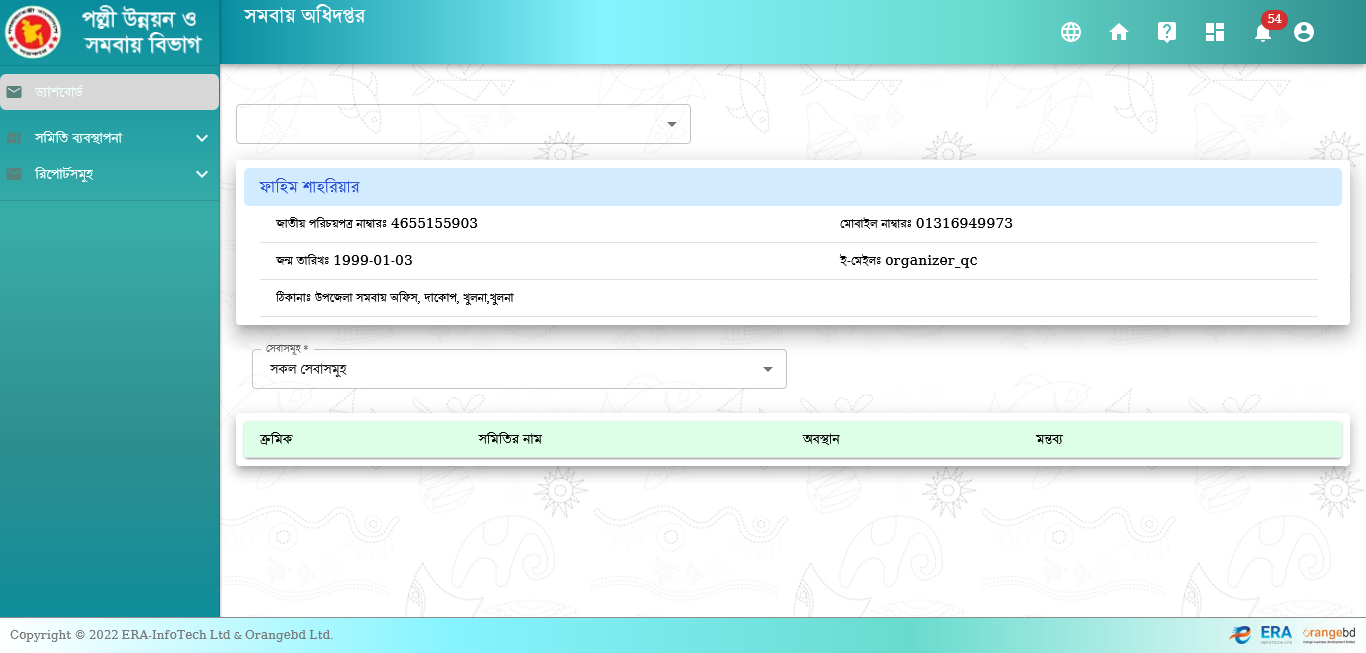 পল্লী উন্নয়ন ও
সমবায় বিভাগ
সমবায় অধিদপ্তর
54
ড্যাশবোর্ড
সমিতি ব্যবস্থাপনা
রিপোর্টসমূহ
ফাহিম শাহরিয়ার
জাতীয় পরিচয়পত্র নাম্বারঃ 4655155903
মোবাইল নাম্বারঃ 01316949973
জন্ম তারিখঃ 1999-01-03
ই-মেইলঃ organizer_qc
ঠিকানাঃ উপজেলা সমবায় অফিস, দাকোপ, খুলনা,খুলনা
সেবাসমূহ *
সকল সেবাসমূহ
ক্রমিক সমিতির নাম অবস্থান মন্তব্য
Copyright © 2022 ERA-InfoTech Ltd & Orangebd Ltd.
ERA
INFOTECH LTD
orangebd